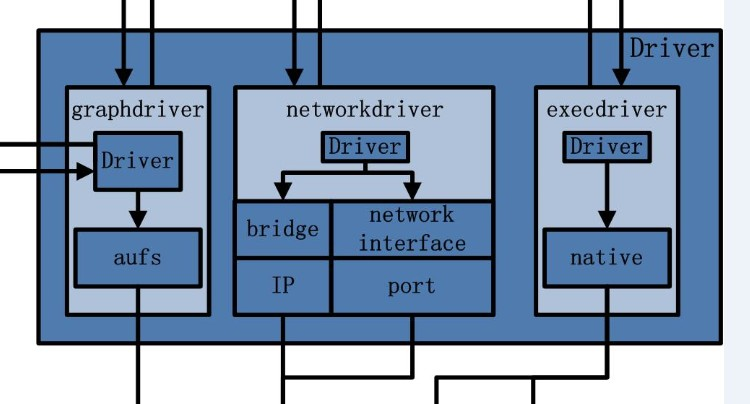 Driver
graphdriver
Driver
aufs
networkdriver
Driver
bridge
network
interface
IP
port
execdriver
Driver
native